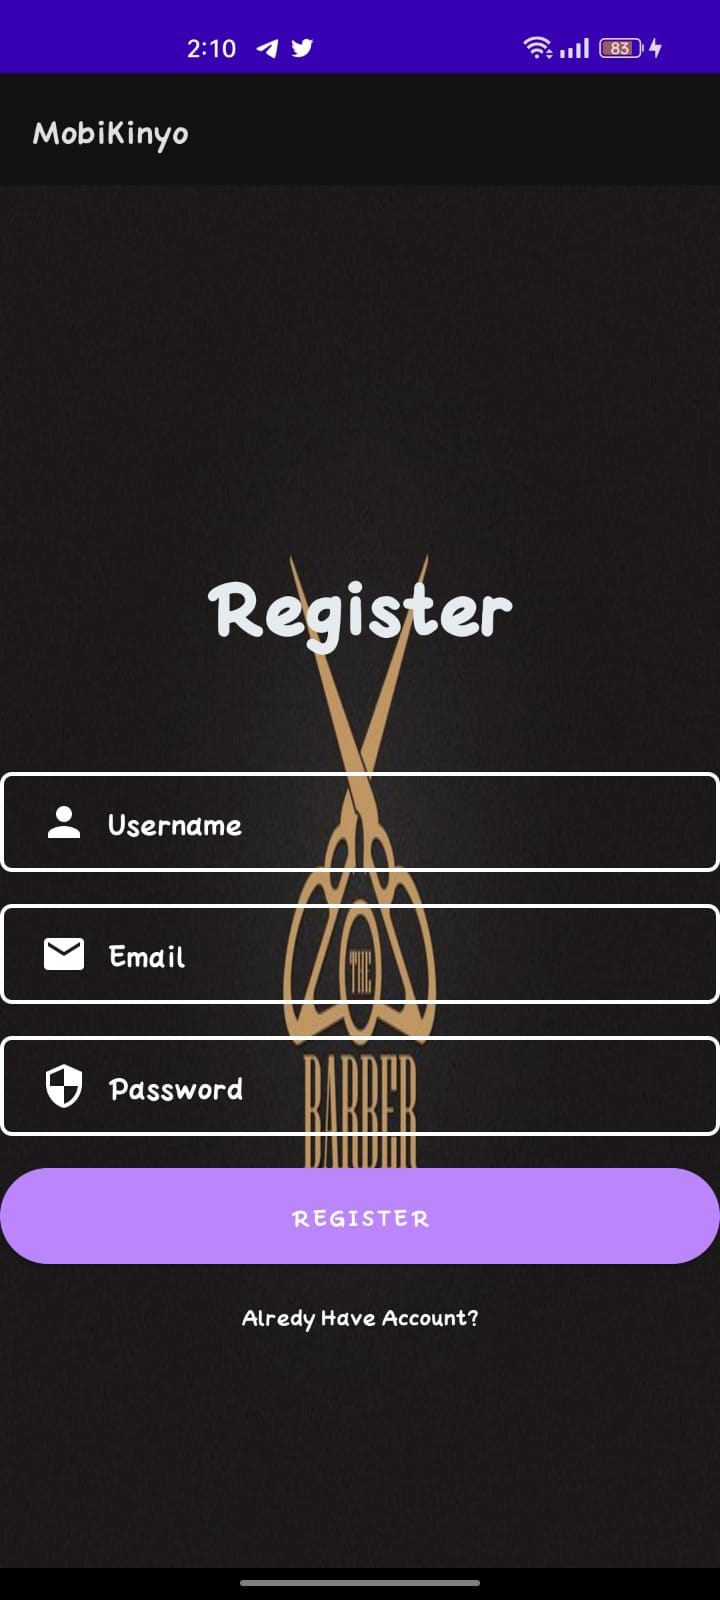 2:10
83
MobiKinyo
Register
Username
Email
THE
Password
BARBER
REGISTER
Alredy Have Account?